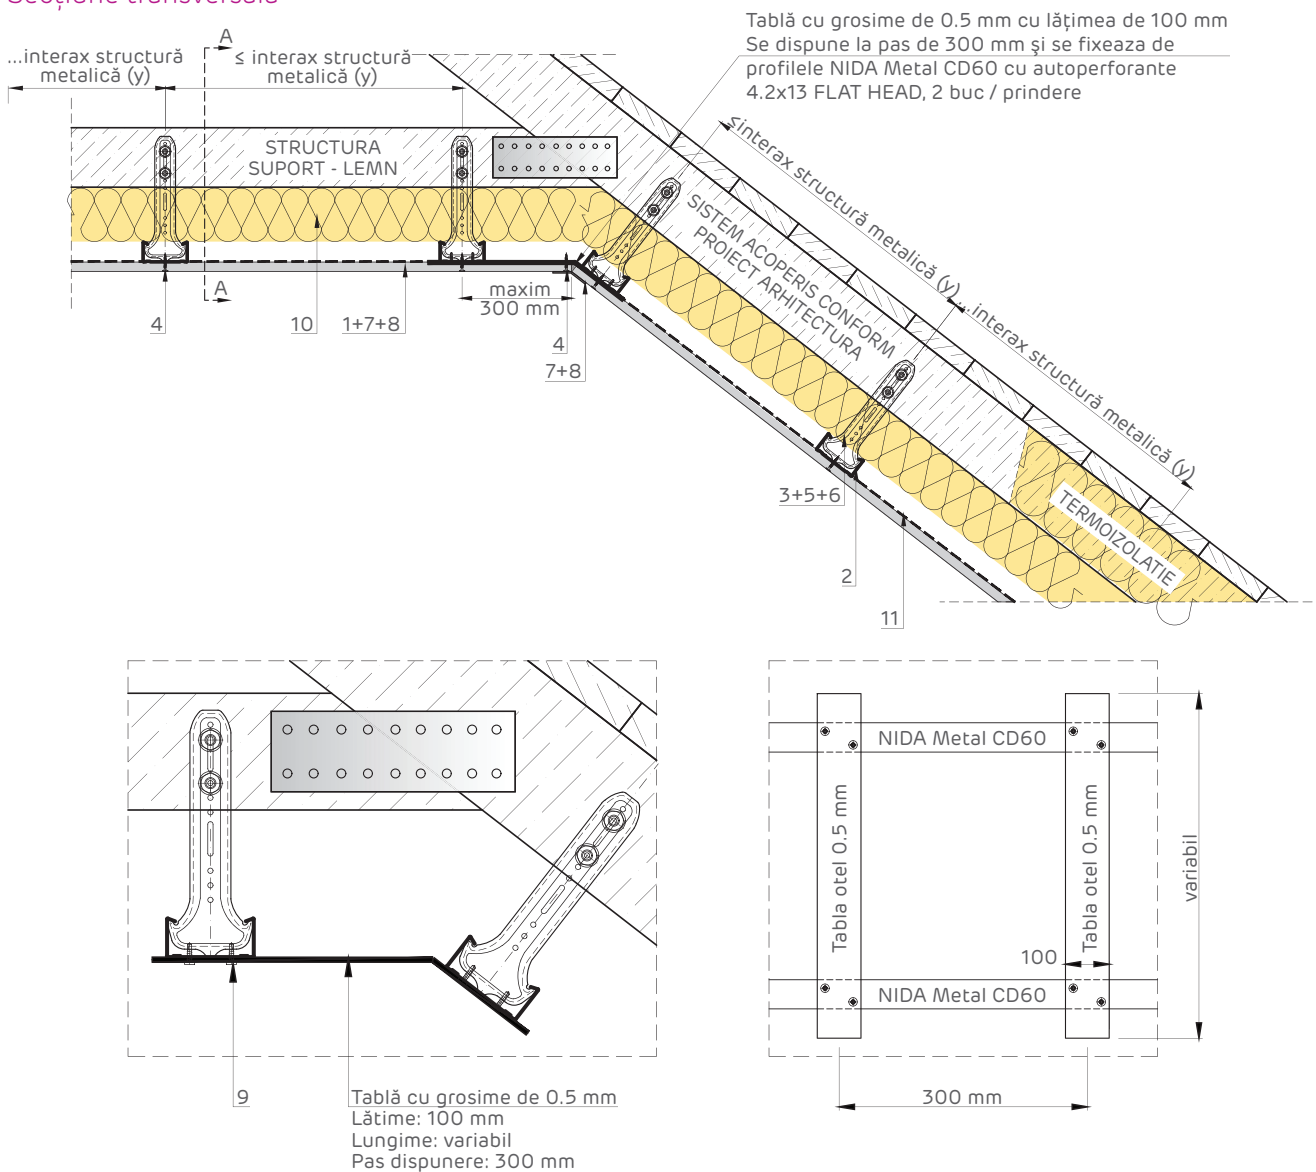 Secțiune transversală
Tablă cu grosime de 0.5 mm cu lățimea de 100 mm
Se dispune la pas de 300 mm și se fixeaza de
profilele NIDA Metal CD60 cu autoperforante
4.2x13 FLAT HEAD, 2 buc / prindere
...interax structură
metalică (y)
A
≤ interax structură
metalică (y)
STRUCTURA
SUPORT - LEMN
≤interax structură metalică (y)
...interax structură metalică (y)
SISTEM ACOPERIS CONFORM
PROIECT ARHITECTURA
TERMOIZOLATIE
A
maxim
300 mm
4
10
1+7+8
4
7+8
3+5+6
2
11
9
Tablă cu grosime de 0.5 mm
Lătime: 100 mm
Lungime: variabil
Pas dispunere: 300 mm
NIDA Metal CD60
Tabla otel 0.5 mm
Tabla otel 0.5 mm
variabil
100
NIDA Metal CD60
300 mm